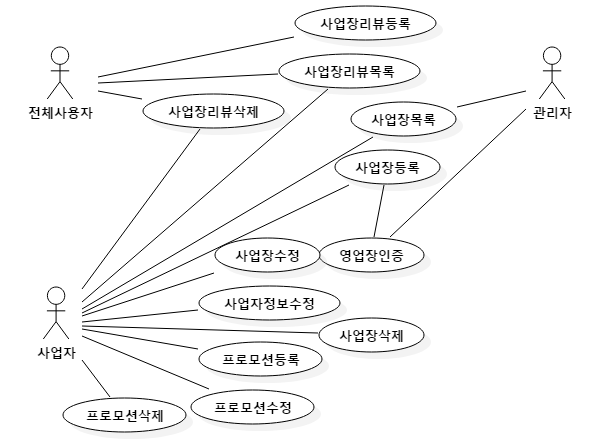 사업장리뷰등록
사업장리뷰목록
전체사용자
사업장리뷰삭제
사업장목록
관리자
사업장등록
사업장수정
영업장인증
사업자정보수정
사업자
사업장삭제
프로모션등록
프로모션삭제
프로모션수정